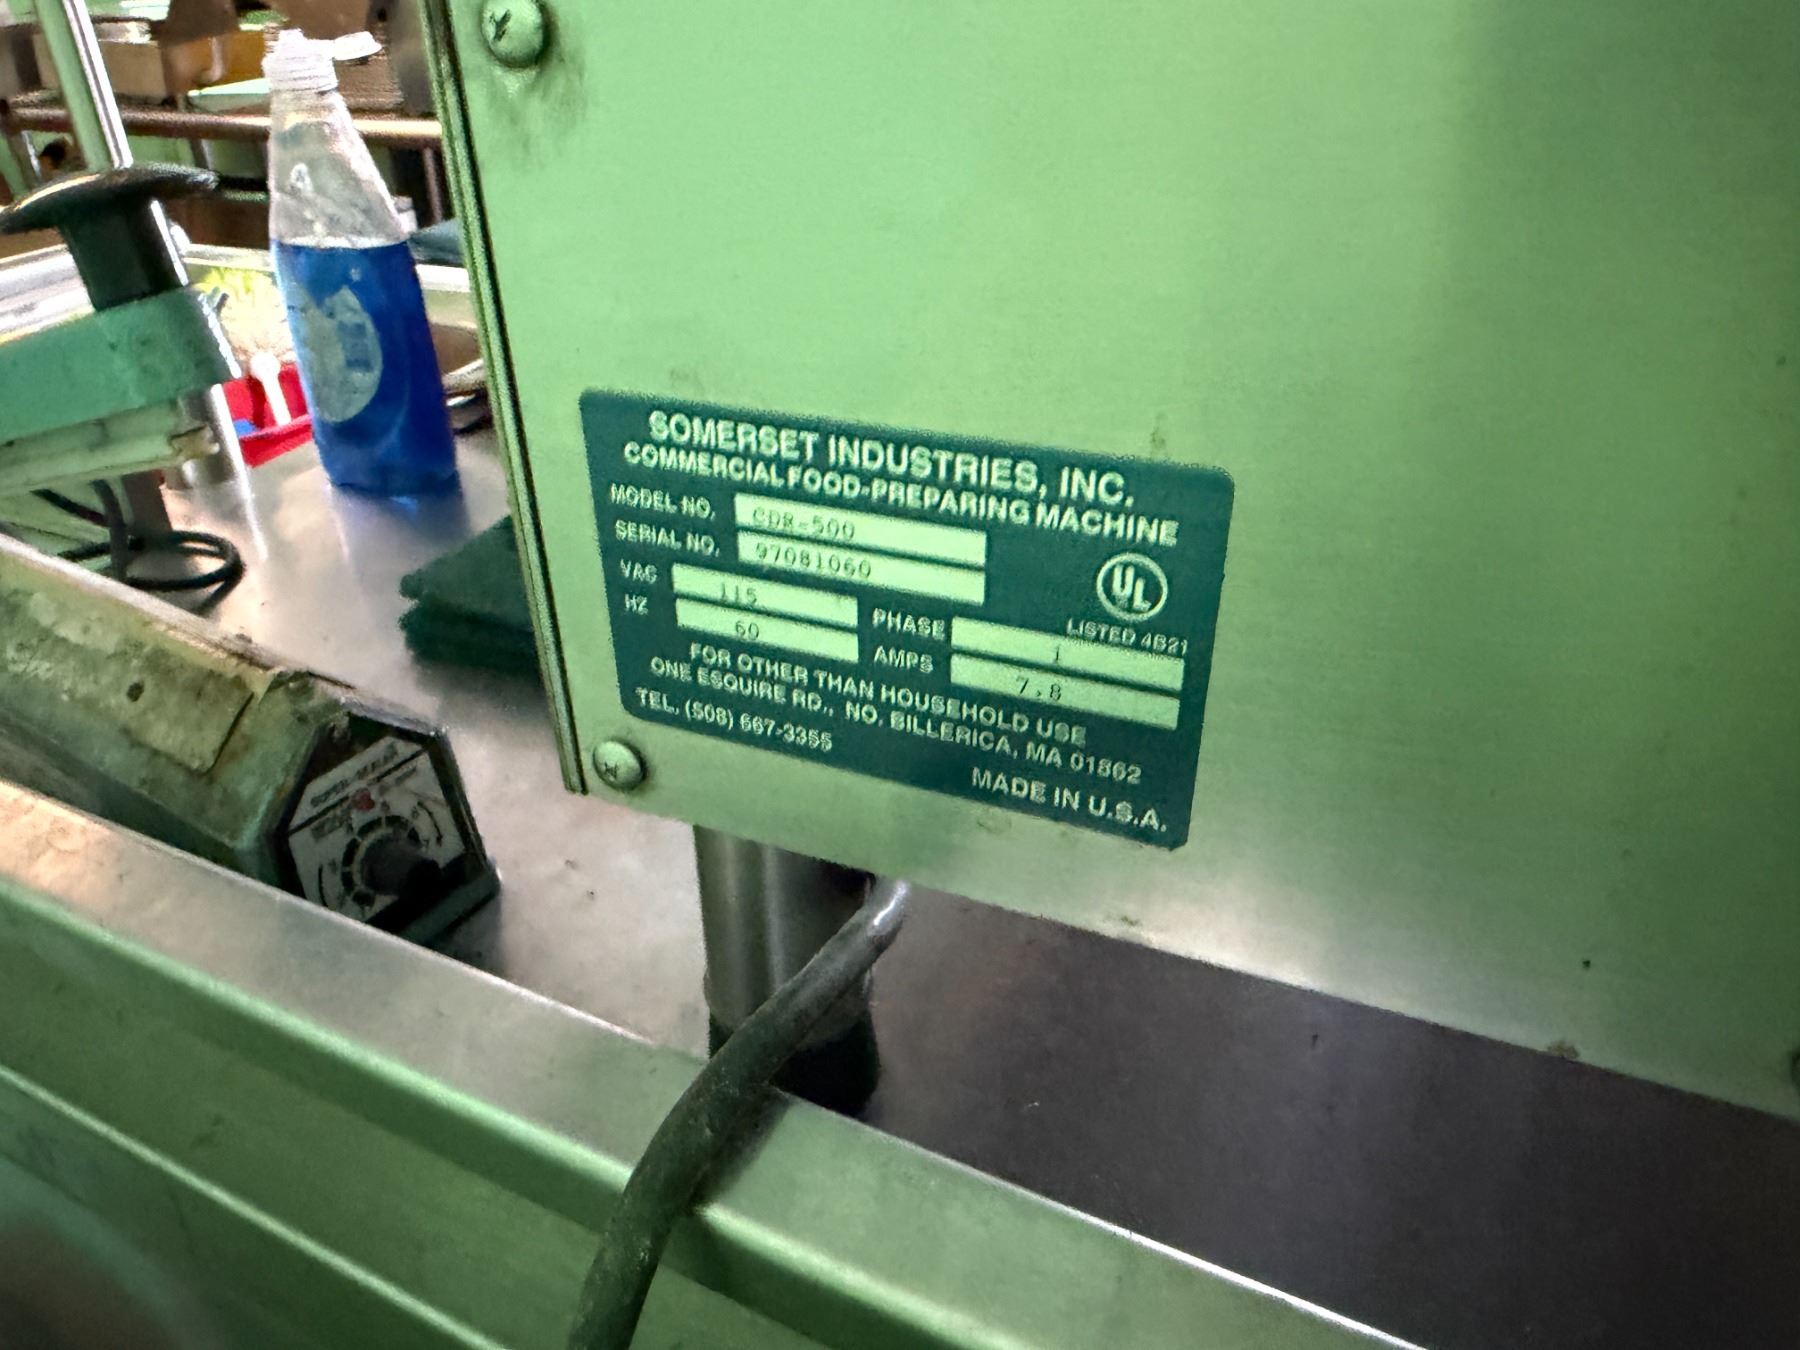 SOMERSET INDUSTRIES, INC.
COMMERCIAL FOOD-PREPARING MACHINE
MODEL NO. CDR-500
SERIAL NO. 97081060
VAC 115
HZ 60
PHASE 1
AMPS 7.8
UL
LISTED 4B21
FOR OTHER THAN HOUSEHOLD USE
ONE ESQUIRE RD., NO. BILLERICA, MA 01862
TEL. (508) 667-3355
MADE IN U.S.A.